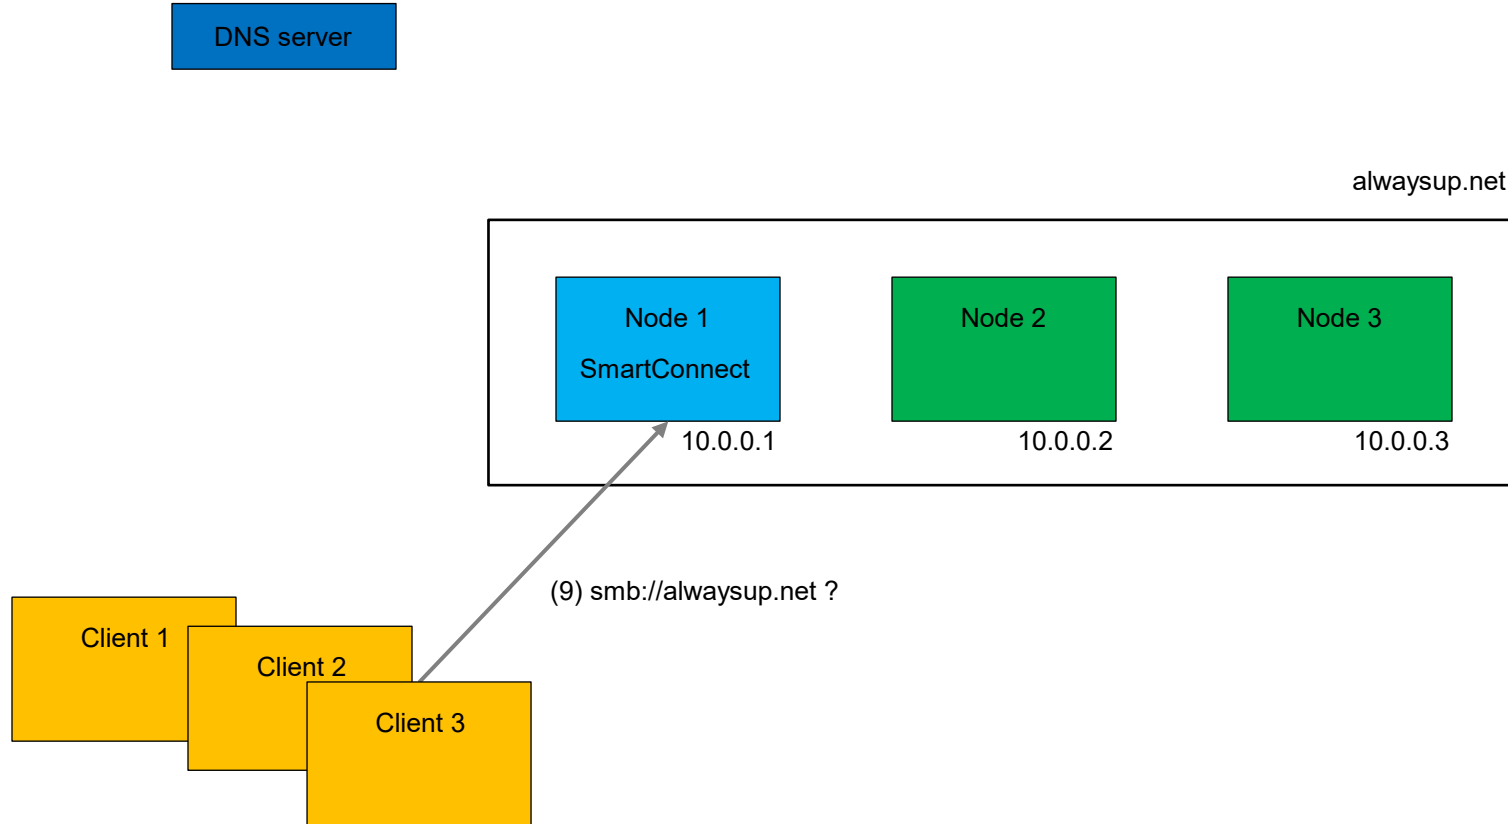 DNS server
alwaysup.net
Node 1
SmartConnect
Node 2
Node 3
10.0.0.1
10.0.0.2
10.0.0.3
(9) smb://alwaysup.net ?
Client 1
Client 2
Client 3